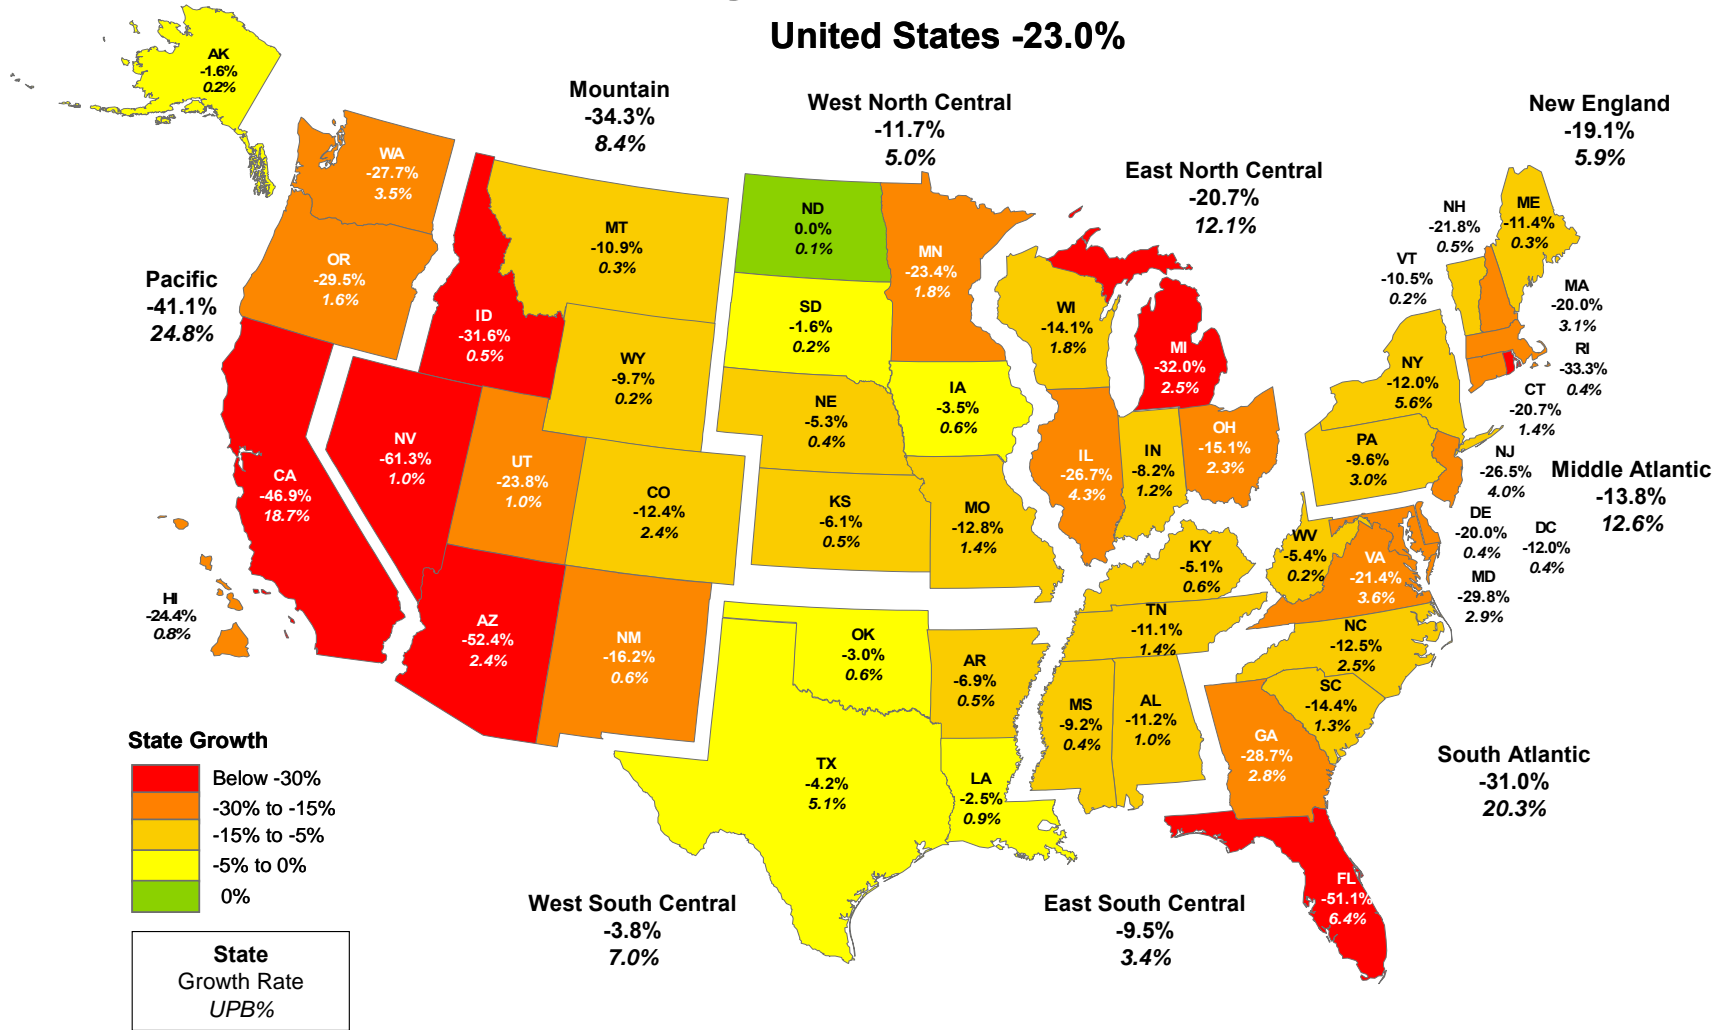 United States -23.0%
AK
-1.6%
0.2%
Mountain
-34.3%
8.4%
West North Central
-11.7%
5.0%
New England
-19.1%
5.9%
East North Central
-20.7%
12.1%
Pacific
-41.1%
24.8%
WA
-27.7%
3.5%
OR
-29.5%
1.6%
ID
-31.6%
0.5%
MT
-10.9%
0.3%
WY
-9.7%
0.2%
ND
0.0%
0.1%
SD
-1.6%
0.2%
NE
-5.3%
0.4%
KS
-6.1%
0.5%
MN
-23.4%
1.8%
IA
-3.5%
0.6%
MO
-12.8%
1.4%
WI
-14.1%
1.8%
MI
-32.0%
2.5%
IL
-26.7%
4.3%
IN
-8.2%
1.2%
OH
-15.1%
2.3%
NH
-21.8%
0.5%
ME
-11.4%
0.3%
VT
-10.5%
0.2%
MA
-20.0%
3.1%
RI
-33.3%
0.4%
CT
-20.7%
1.4%
NY
-12.0%
5.6%
PA
-9.6%
3.0%
NJ
-26.5%
4.0%
Middle Atlantic
-13.8%
12.6%
DE
-20.0%
0.4%
DC
-12.0%
0.4%
MD
-29.8%
2.9%
CA
-46.9%
18.7%
NV
-61.3%
1.0%
UT
-23.8%
1.0%
CO
-12.4%
2.4%
AZ
-52.4%
2.4%
NM
-16.2%
0.6%
HI
-24.4%
0.8%
OK
-3.0%
0.6%
TX
-4.2%
5.1%
AR
-6.9%
0.5%
LA
-2.5%
0.9%
KY
-5.1%
0.6%
TN
-11.1%
1.4%
MS
-9.2%
0.4%
AL
-11.2%
1.0%
WV
-5.4%
0.2%
VA
-21.4%
3.6%
NC
-12.5%
2.5%
SC
-14.4%
1.3%
GA
-28.7%
2.8%
FL
-51.1%
6.4%
South Atlantic
-31.0%
20.3%
West South Central
-3.8%
7.0%
East South Central
-9.5%
3.4%
State Growth
Below -30%
-30% to -15%
-15% to -5%
-5% to 0%
0%
State
Growth Rate
UPB%